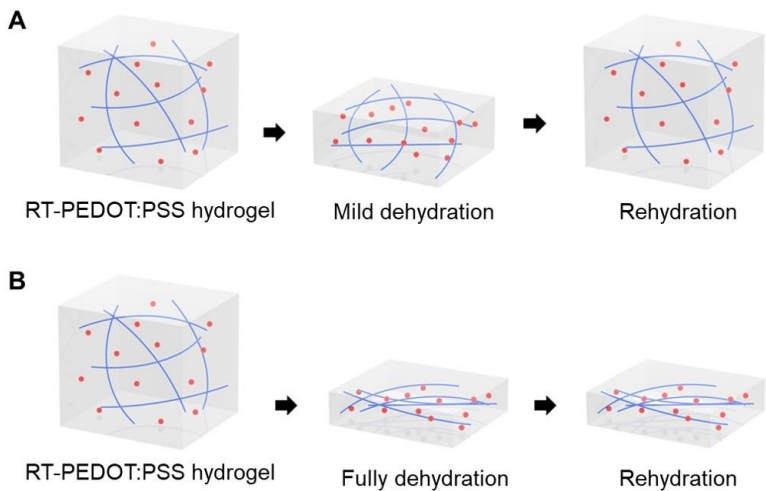 A
RT-PEDOT:PSS hydrogel
Mild dehydration
Rehydration
B
RT-PEDOT:PSS hydrogel
Fully dehydration
Rehydration